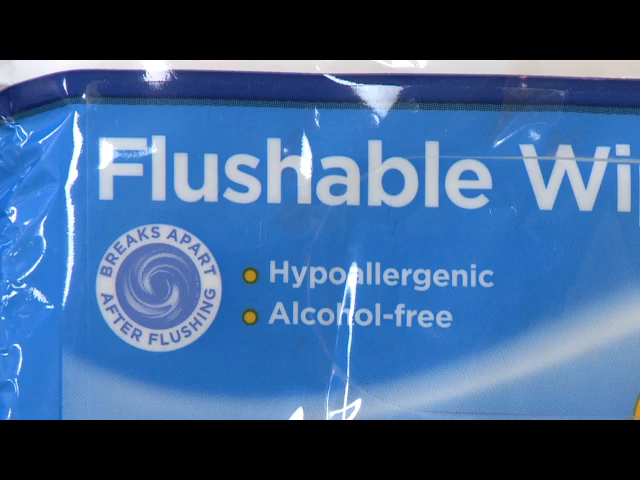 Flushable Wi
BREAKS APART
AFTER FLUSHING
Hypoallergenic
Alcohol-free